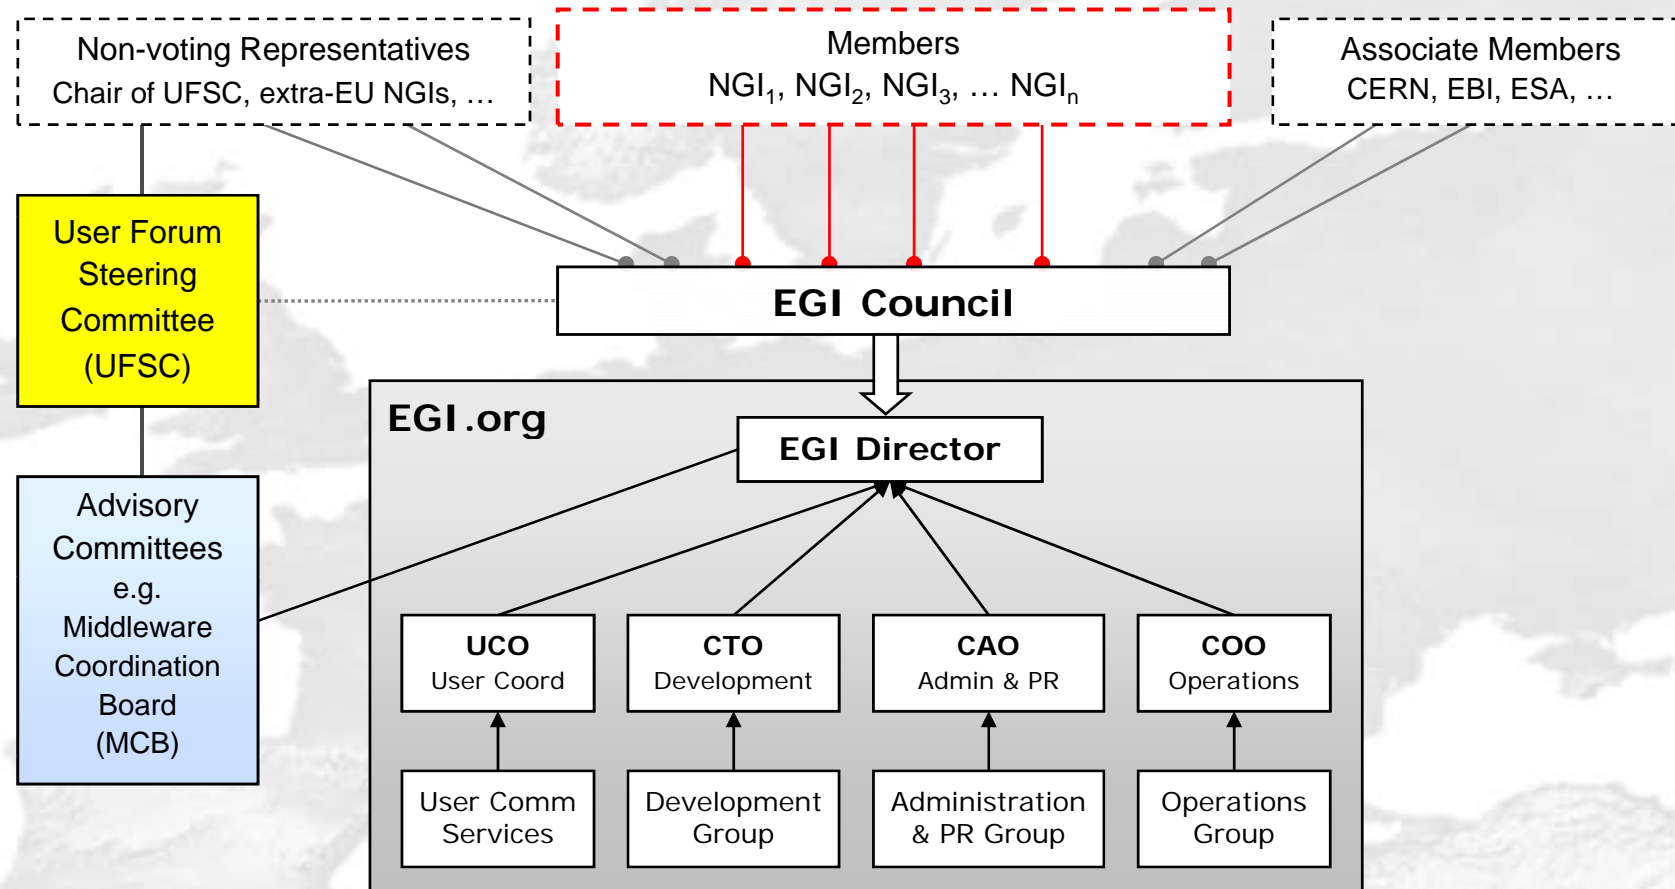 Non-voting Representatives
Chair of UFSC, extra-EU NGIs, …
Members
NGI₁, NGI₂, NGI₃, … NGIₙ
Associate Members
CERN, EBI, ESA, …
User Forum
Steering
Committee
(UFSC)
EGI Council
EGI.org
EGI Director
Advisory
Committees
e.g.
Middleware
Coordination
Board
(MCB)
UCO
User Coord
CTO
Development
CAO
Admin & PR
COO
Operations
User Comm
Services
Development
Group
Administration
& PR Group
Operations
Group